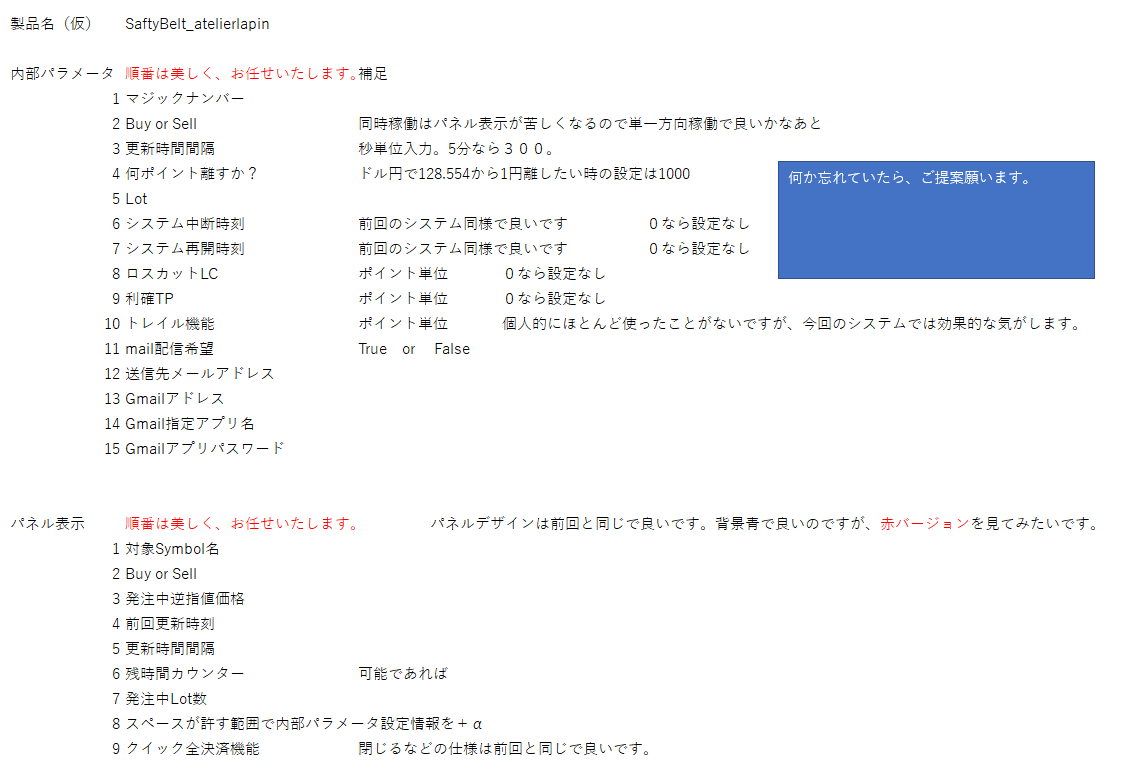 製品名（仮） SaftyBelt_atelierlapin
内部パラメータ 順番は美しく、お任せいたします。補足
1 マジックナンバー
2 Buy or Sell 同時稼働はパネル表示が苦しくなるので単一方向稼働で良いかなあと
3 更新時間間隔 秒単位入力。5分なら３００。
4 何ポイント離すか？ ドル円で128.554から1円離したい時の設定は1000
何か忘れていたら、ご提案願います。
5 Lot
6 システム中断時刻 前回のシステム同様で良いです ０なら設定なし
7 システム再開時刻 前回のシステム同様で良いです ０なら設定なし
8 ロスカットLC ポイント単位 ０なら設定なし
9 利確TP ポイント単位 ０なら設定なし
10 トレイル機能 ポイント単位 個人的にほとんど使ったことがないですが、今回のシステムでは効果的な気がします。
11 mail配信希望 True or False
12 送信先メールアドレス
13 Gmailアドレス
14 Gmail指定アプリ名
15 Gmailアプリパスワード
パネル表示 順番は美しく、お任せいたします。 パネルデザインは前回と同じで良いです。背景青で良いのですが、赤バージョンを見てみたいです。
1 対象Symbol名
2 Buy or Sell
3 発注中逆指値価格
4 前回更新時刻
5 更新時間間隔
6 残時間カウンター 可能であれば
7 発注中Lot数
8 スペースが許す範囲で内部パラメータ設定情報を＋α
9 クイック全決済機能 閉じるなどの仕様は前回と同じで良いです。